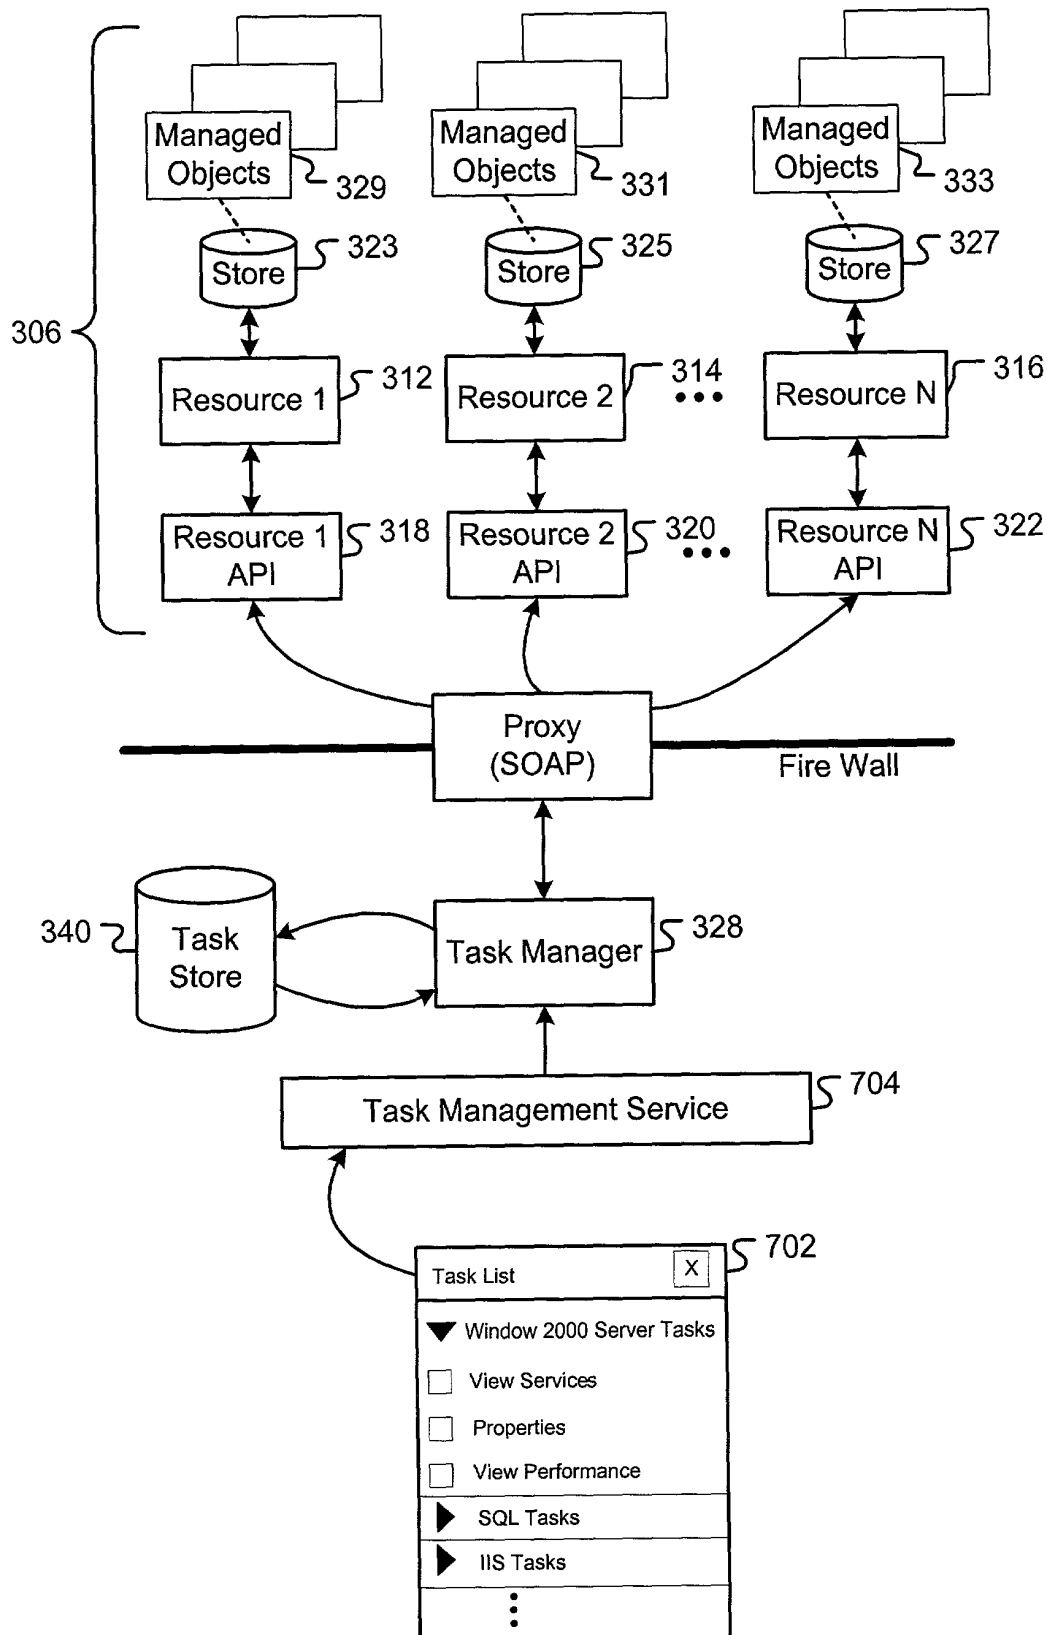 Managed
Objects
329
Managed
Objects
331
Managed
Objects
333
Store
323
Store
325
Store
327
306
Resource 1
312
Resource 2
314
•••
Resource N
316
Resource 1
API
318
Resource 2
API
320
•••
Resource N
API
322
Proxy
(SOAP)
Fire Wall
340
Task
Store
Task Manager
328
Task Management Service
704
Task List
X
702
Window 2000 Server Tasks
View Services
Properties
View Performance
SQL Tasks
IIS Tasks